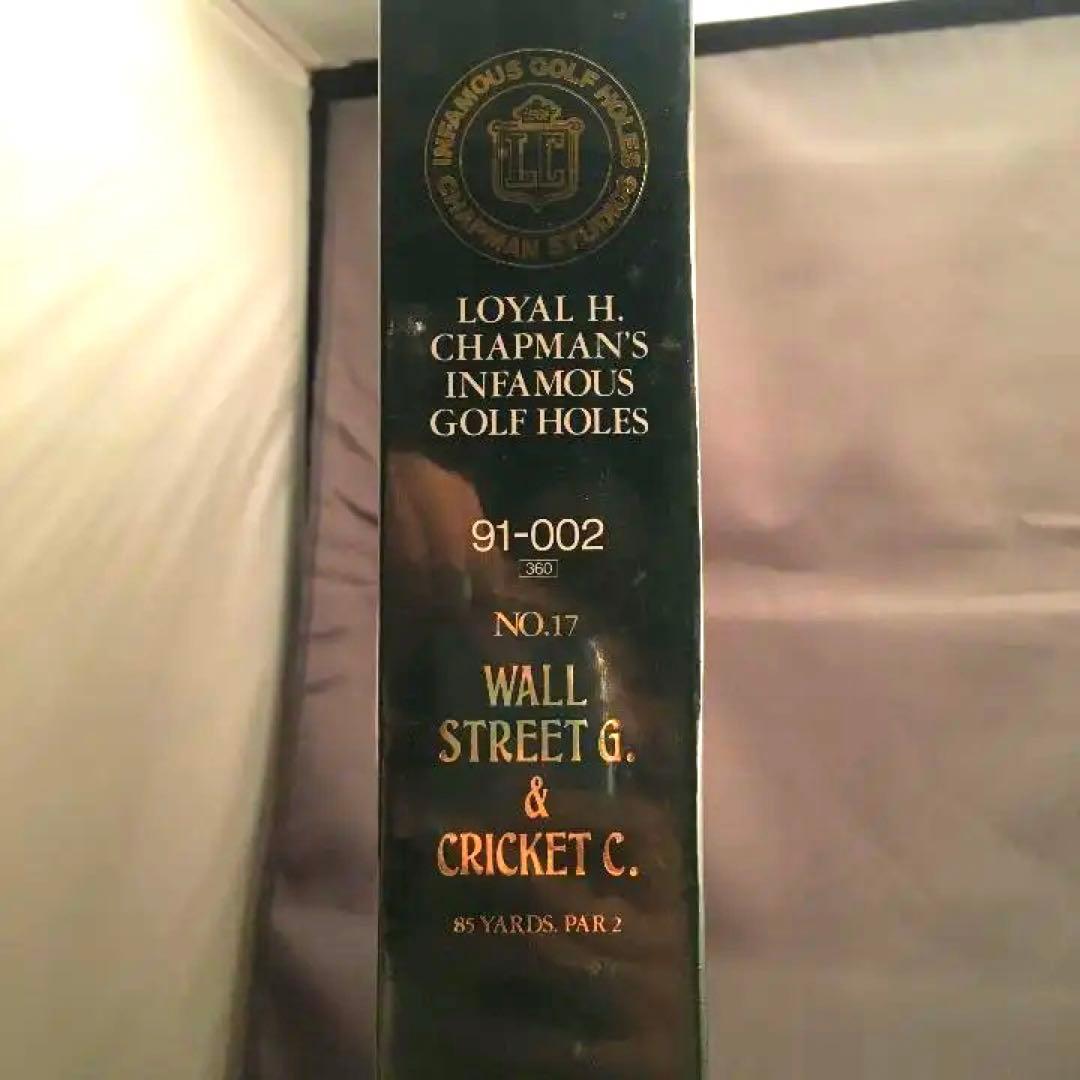 INFAMOUS GOLF HOLES
LC
CHAPMAN STUDIOS
LOYAL H.
CHAPMAN'S
INFAMOUS
GOLF HOLES
91-002
360
NO.17
WALL
STREET G.
&
CRICKET C.
85 YARDS, PAR 2